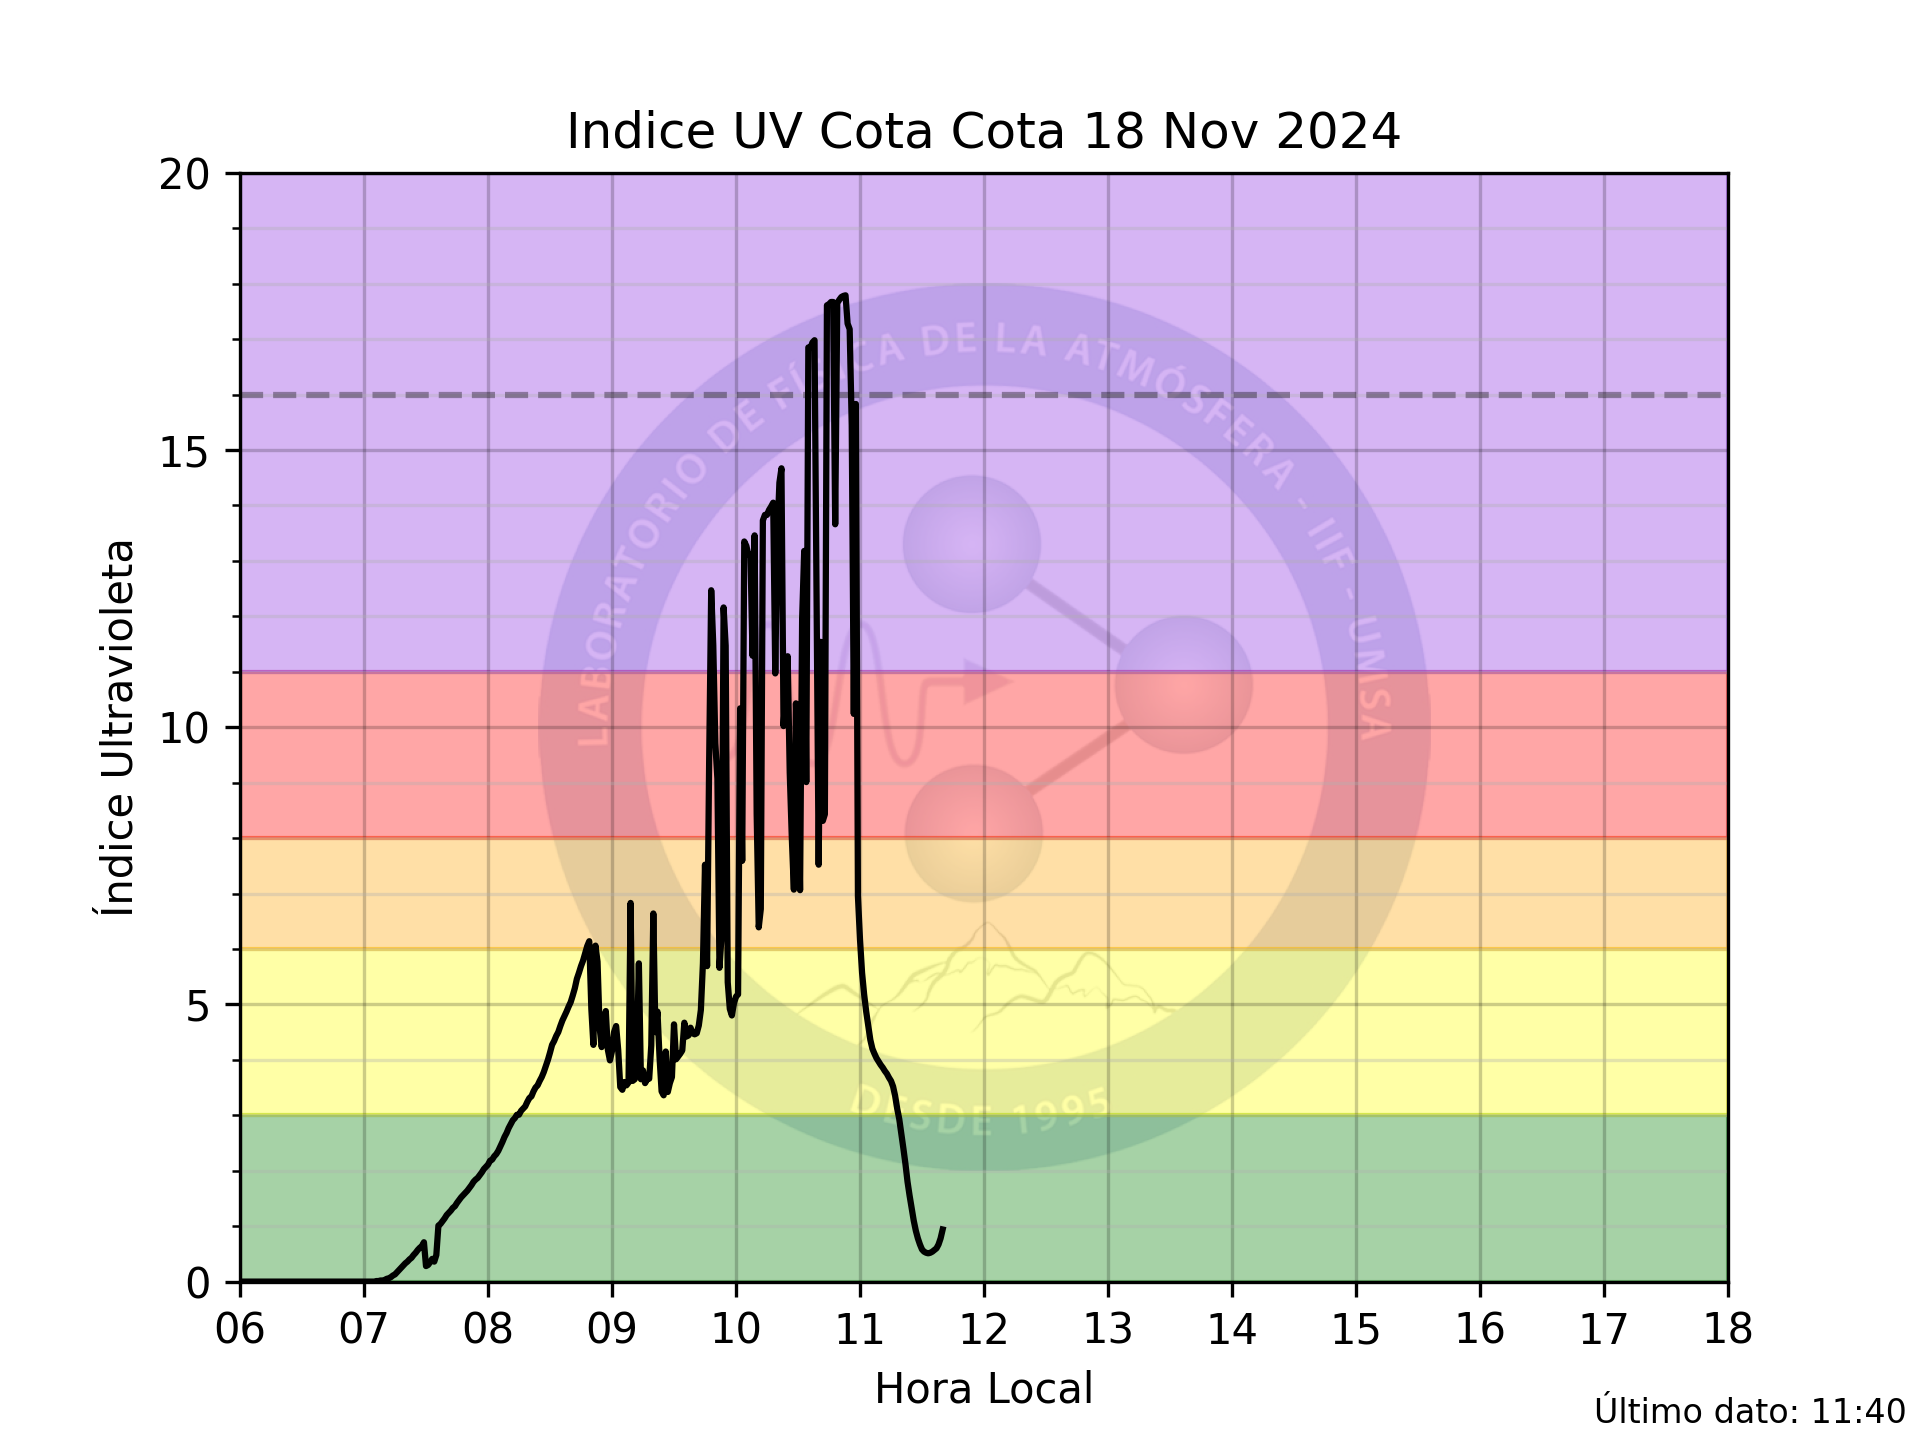 Indice UV Cota Cota 18 Nov 2024
20
15
10
5
0
Índice Ultravioleta
LABORATORIO DE FÍSICA DE LA ATMÓSFERA - IIF - UMSA
DESDE 1995
06 07 08 09 10 11 12 13 14 15 16 17 18
Hora Local
Último dato: 11:40